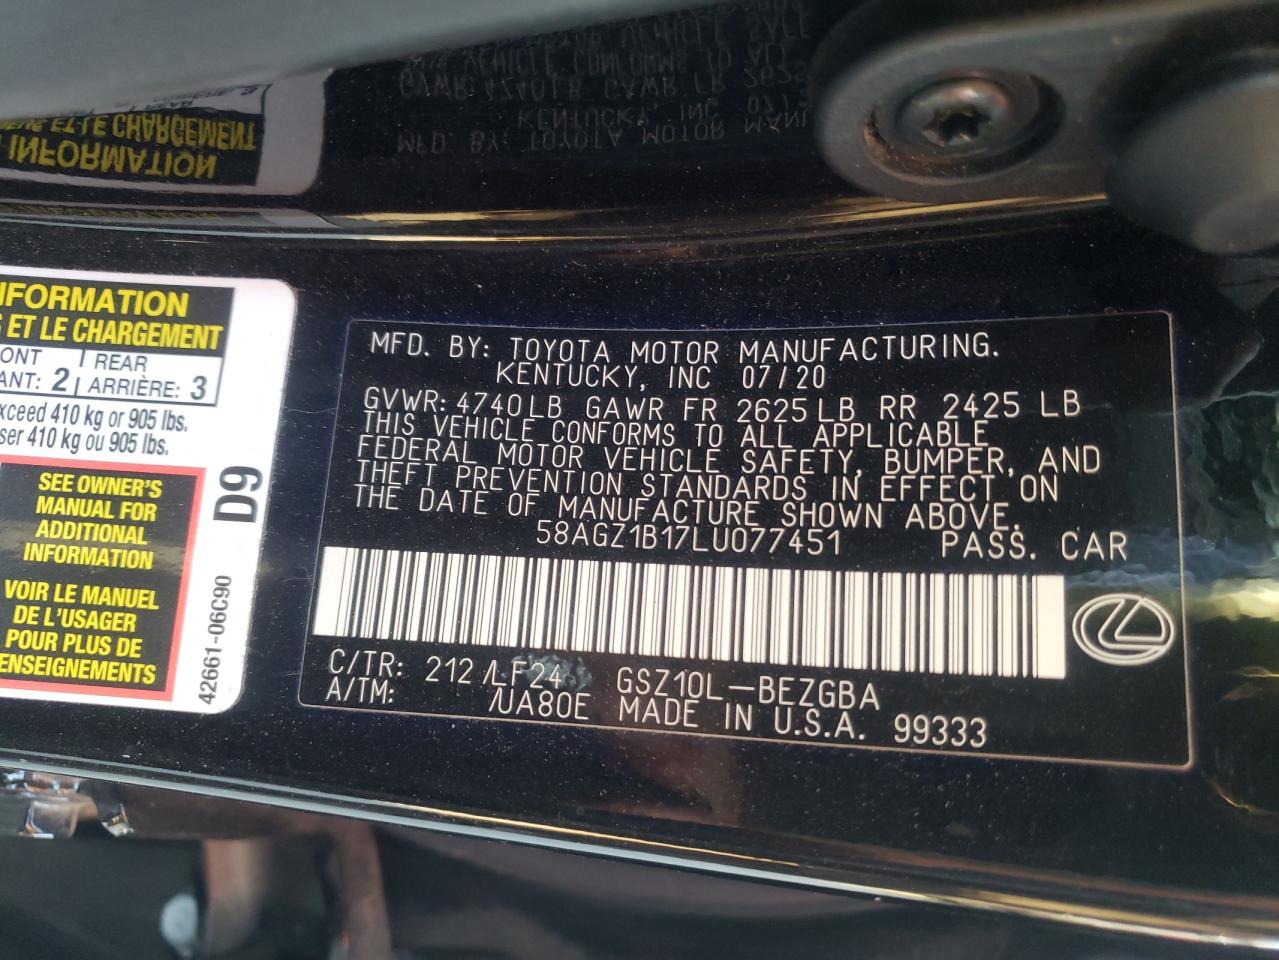 NFORMATION
S ET LE CHARGEMENT
ONT | REAR
ANT: 2 | ARRIÈRE: 3
xceed 410 kg or 905 lbs.
ser 410 kg ou 905 lbs.
SEE OWNER'S
MANUAL FOR
ADDITIONAL
INFORMATION
VOIR LE MANUEL
DE L'USAGER
POUR PLUS DE
ENSEIGNEMENTS
D9
42661-06C90
MFD. BY: TOYOTA MOTOR MANUFACTURING.
KENTUCKY, INC 07/20
GVWR: 4740LB GAWR FR 2625LB RR 2425 LB
THIS VEHICLE CONFORMS TO ALL APPLICABLE
FEDERAL MOTOR VEHICLE SAFETY, BUMPER, AND
THEFT PREVENTION STANDARDS IN EFFECT ON
THE DATE OF MANUFACTURE SHOWN ABOVE.
58AGZ1B17LU077451 PASS. CAR
C/TR: 212 /LF24 GSZ10L-BEZGBA
A/TM: /UA80E MADE IN U.S.A. 99333